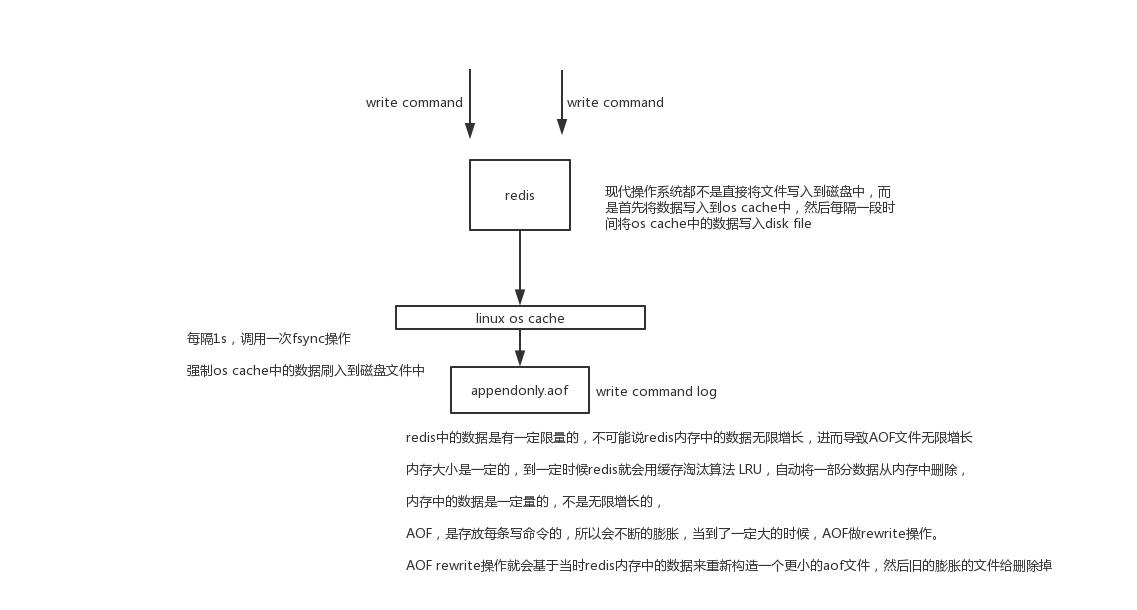 write command
write command
redis
现代操作系统都不是直接将文件写入到磁盘中，而
是首先将数据写入到os cache中，然后每隔一段时
间将os cache中的数据写入disk file
linux os cache
每隔1s，调用一次fsync操作
强制os cache中的数据刷入到磁盘文件中
appendonly.aof
write command log
redis中的数据是有一定限量的，不可能说redis内存中的数据无限增长，进而导致AOF文件无限增长
内存大小是一定的，到一定时候redis就会用缓存淘汰算法 LRU，自动将一部分数据从内存中删除，
内存中的数据是一定量的，不是无限增长的，
AOF，是存放每条写命令的，所以会不断的膨胀，当到了一定大的时候，AOF做rewrite操作。
AOF rewrite操作就会基于当时redis内存中的数据来重新构造一个更小的aof文件，然后旧的膨胀的文件给删除掉